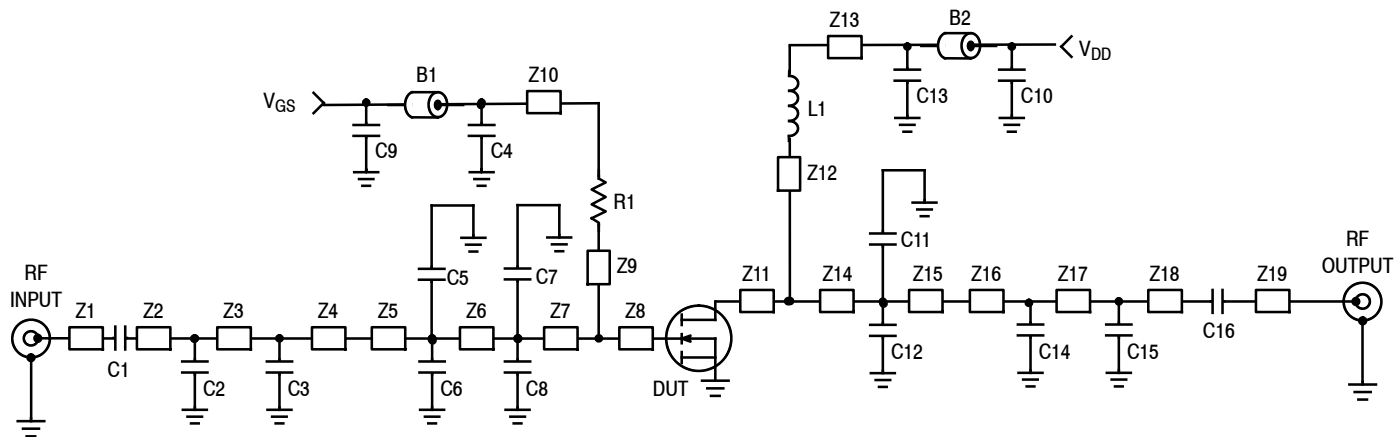 Z13
B2
VDD
C13
C10
L1
Z12
B1
Z10
VGS
C9
C4
R1
Z9
C5
C7
C11
RF
INPUT
Z1
Z2
Z3
Z4
Z5
Z6
Z7
Z8
C1
C2
C3
C6
C8
DUT
Z11
Z14
Z15
Z16
Z17
Z18
Z19
RF
OUTPUT
C12
C14
C15
C16